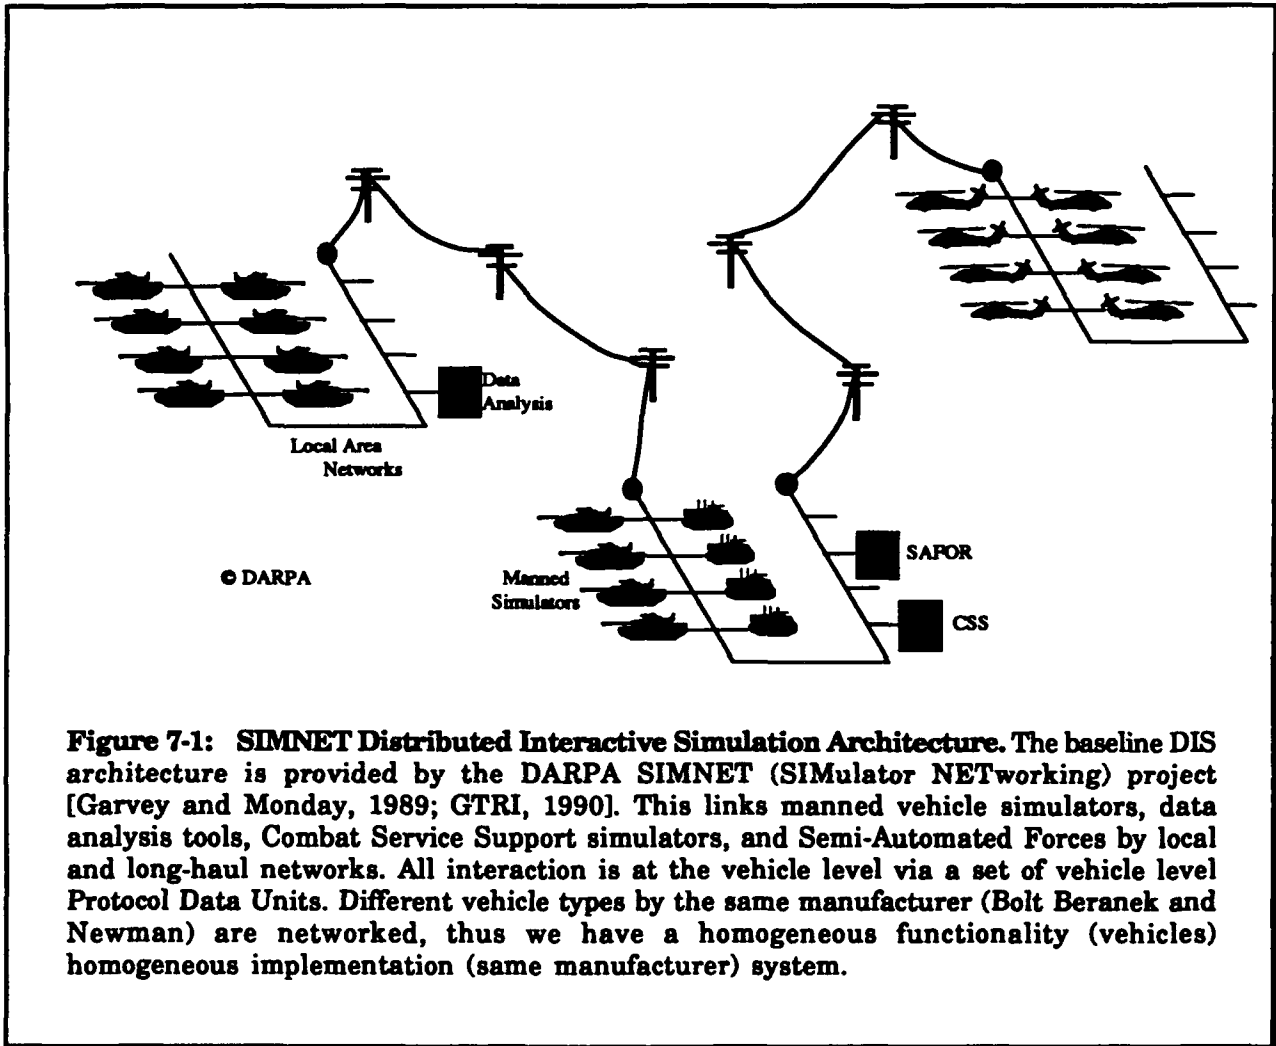 Data
Analysis
Local Area
Networks
© DARPA
Manned
Simulators
SAFOR
CSS
Figure 7-1: SIMNET Distributed Interactive Simulation Architecture. The baseline DIS
architecture is provided by the DARPA SIMNET (SIMulator NETworking) project
[Garvey and Monday, 1989; GTRI, 1990]. This links manned vehicle simulators, data
analysis tools, Combat Service Support simulators, and Semi-Automated Forces by local
and long-haul networks. All interaction is at the vehicle level via a set of vehicle level
Protocol Data Units. Different vehicle types by the same manufacturer (Bolt Beranek and
Newman) are networked, thus we have a homogeneous functionality (vehicles)
homogeneous implementation (same manufacturer) system.